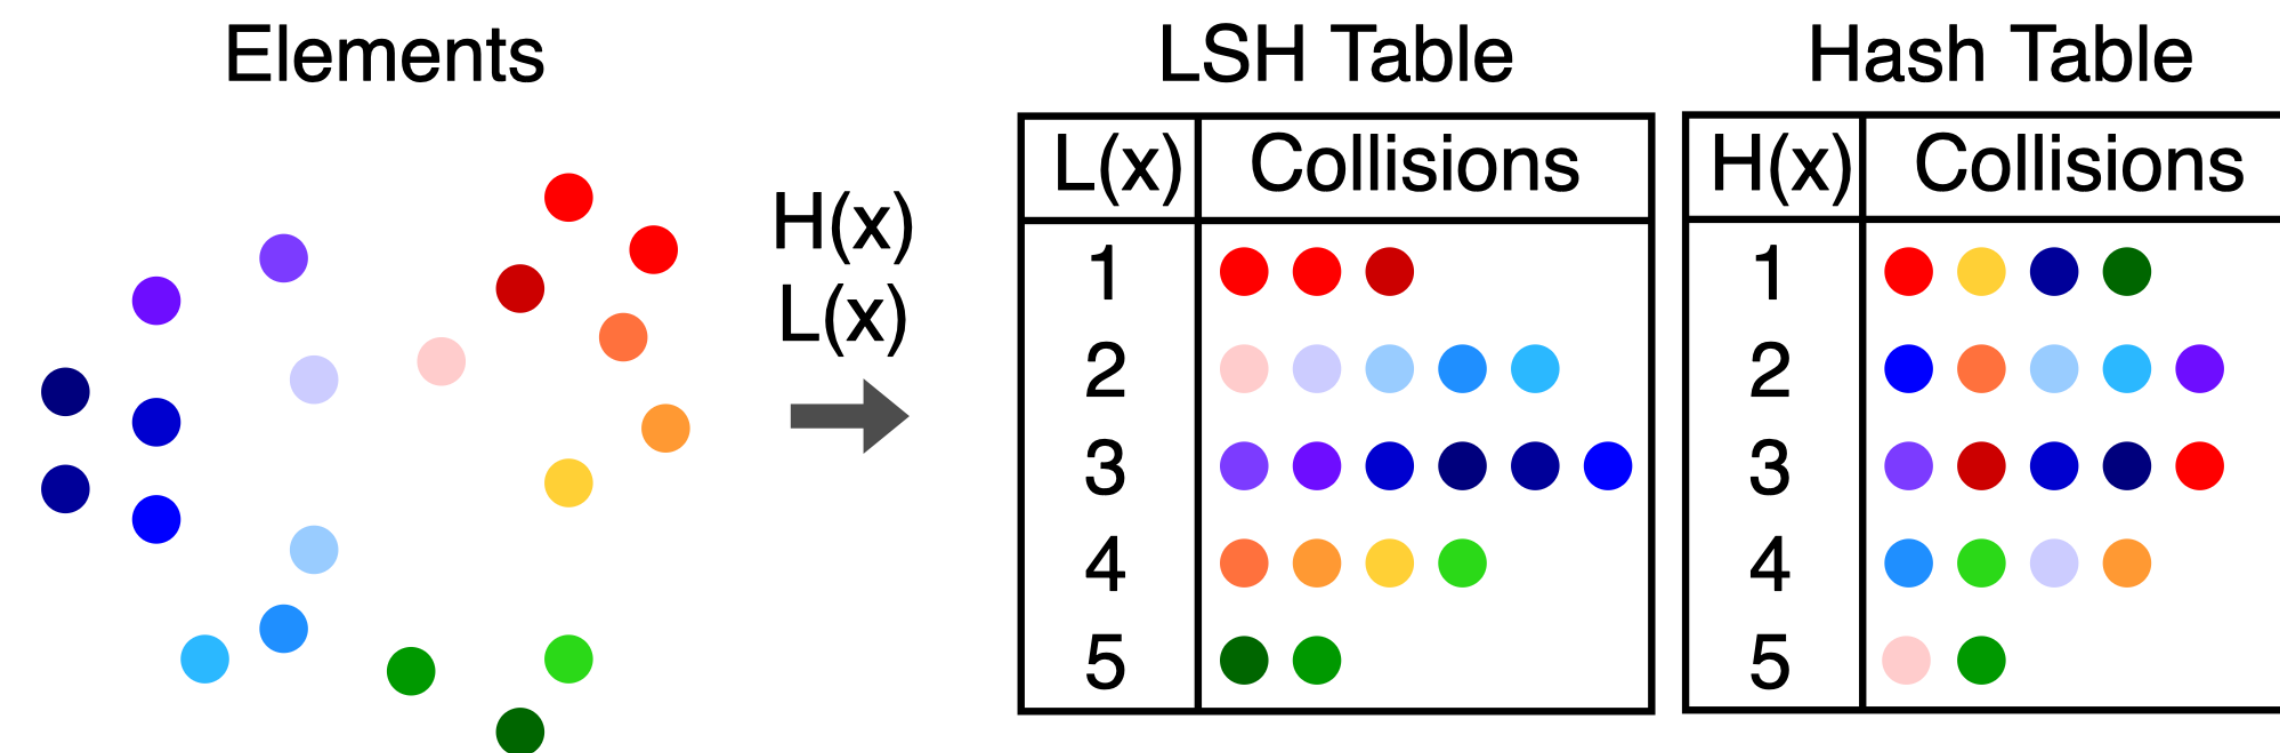 Elements
H(x)
L(x)
LSH Table
L(x) Collisions
1
2
3
4
5
Hash Table
H(x) Collisions
1
2
3
4
5